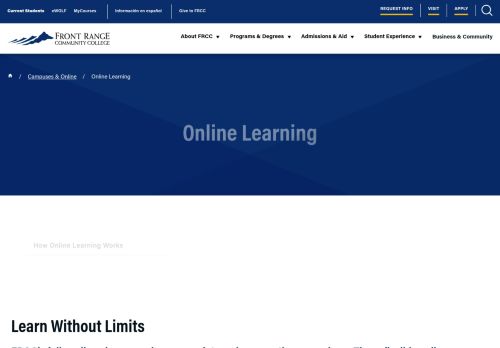 Current Students eWOLF MyCourses Información en español Give to FRCC REQUEST INFO VISIT APPLY
FRONT RANGE
COMMUNITY COLLEGE
About FRCC Programs & Degrees Admissions & Aid Student Experience Business & Community
/ Campuses & Online / Online Learning
Online Learning
How Online Learning Works
Learn Without Limits